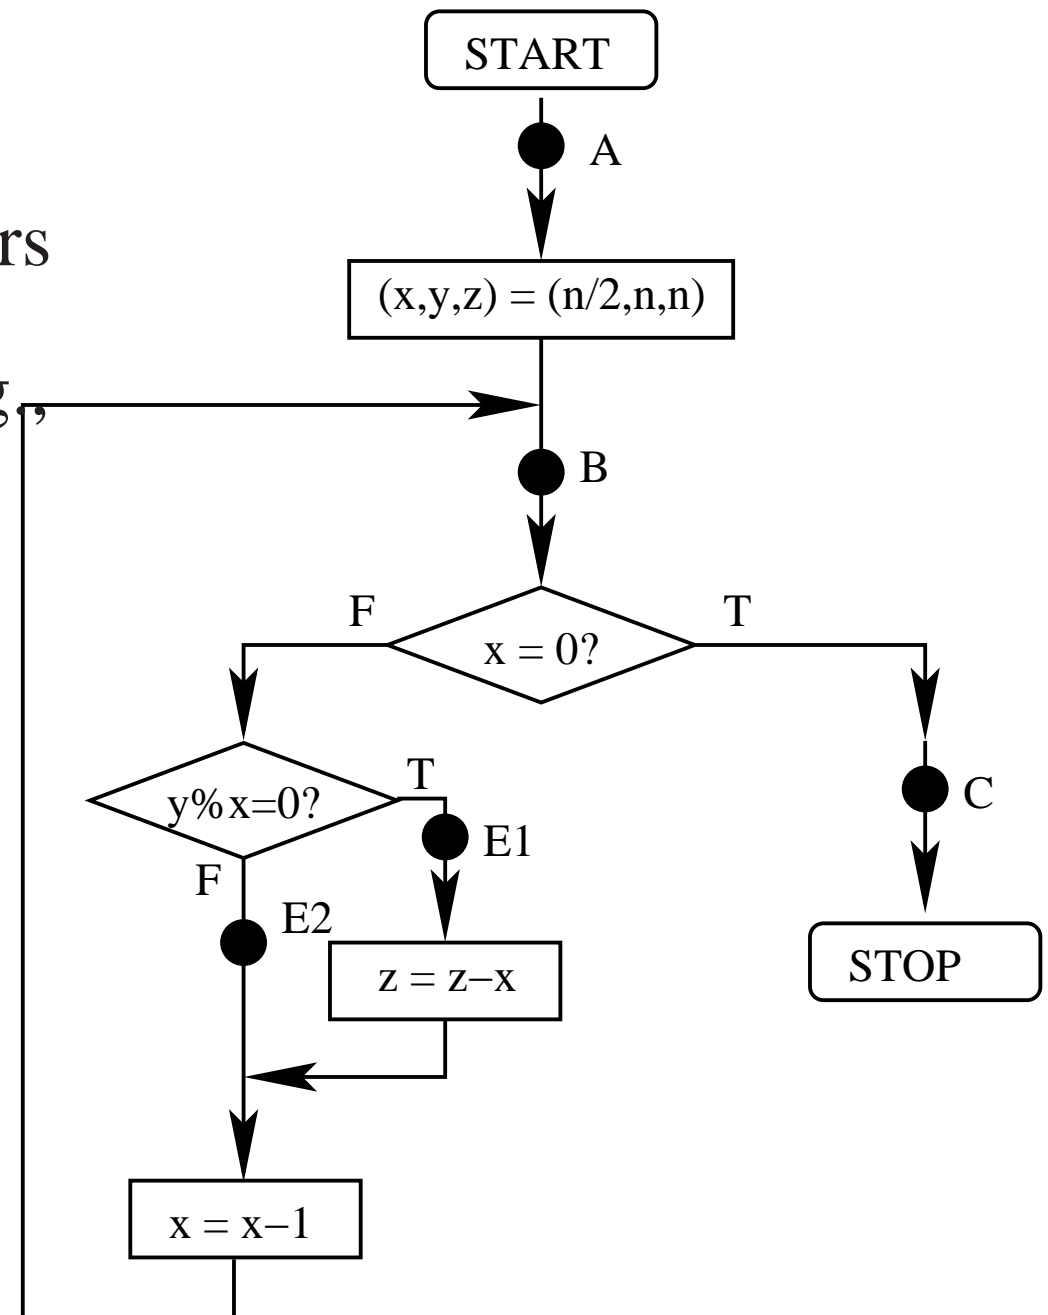 START
A
rs
(x,y,z) = (n/2,n,n)
g.,
B
F
T
x = 0?
T
y%x=0?
C
E1
F
E2
z = z−x
STOP
x = x−1